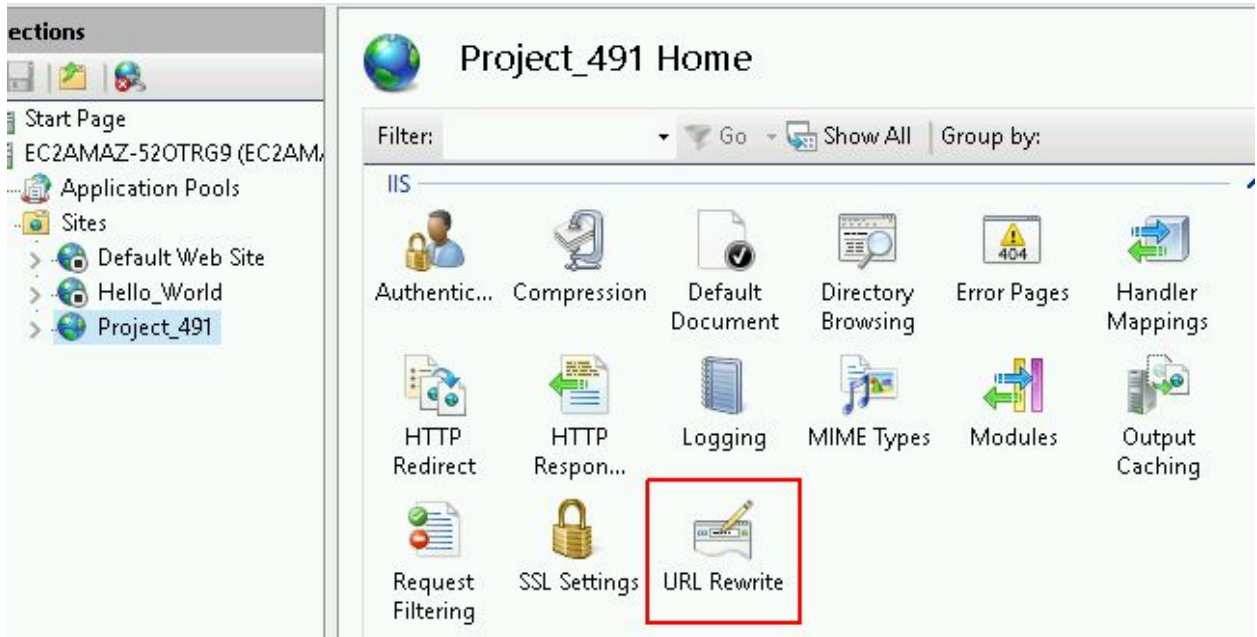 ections
Start Page
EC2AMAZ-52OTRG9 (EC2AM
Application Pools
Sites
Default Web Site
Hello_World
Project_491
Project_491 Home
Filter:
Go
Show All
Group by:
IIS
Authentic...
Compression
Default
Document
Directory
Browsing
404
Error Pages
Handler
Mappings
HTTP
Redirect
HTTP
Respon...
Logging
MIME Types
Modules
Output
Caching
Request
Filtering
SSL Settings
URL Rewrite